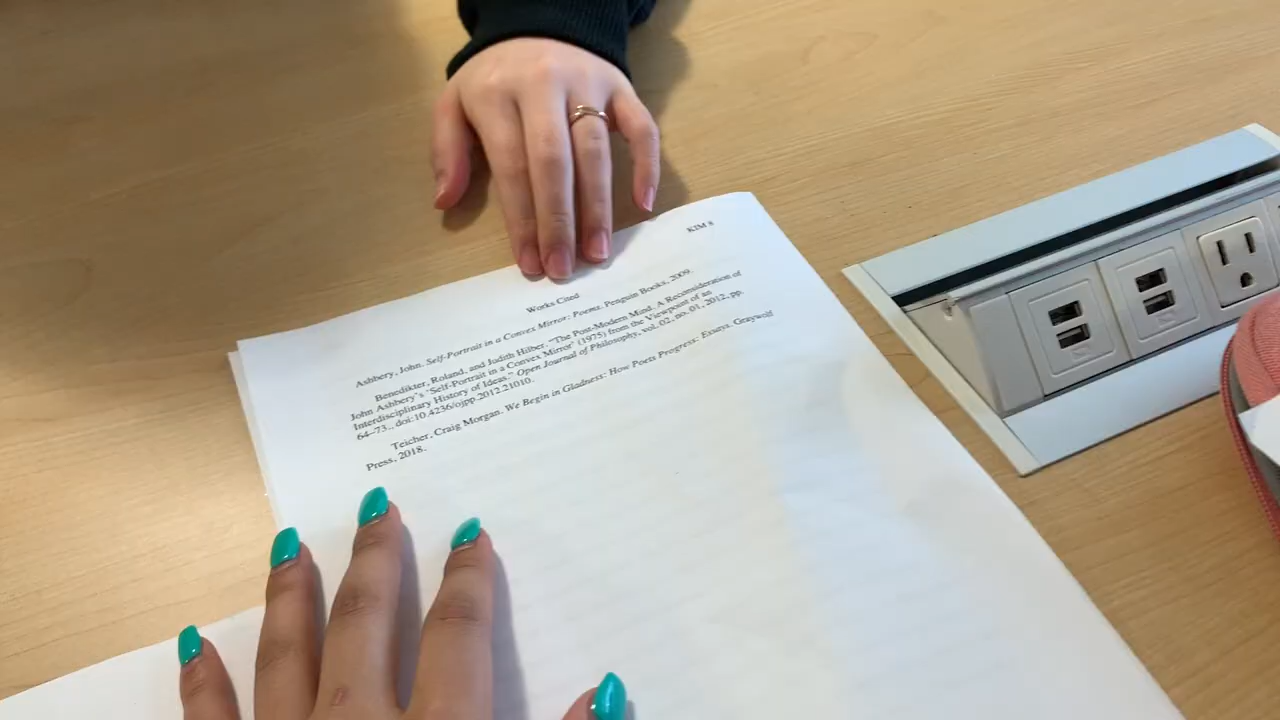 KIM 8
Works Cited
Ashbery, John. Self-Portrait in a Convex Mirror: Poems. Penguin Books, 2009.
Benedikter, Roland, and Judith Hilber. "The Post-Modern Mind. A Reconsideration of
John Ashbery's "Self-Portrait in a Convex Mirror" (1975) from the Viewpoint of an
Interdisciplinary History of Ideas." Open Journal of Philosophy, vol. 02, no. 01, 2012, pp.
64–73., doi:10.4236/ojpp.2012.21010.
Teicher, Craig Morgan. We Begin in Gladness: How Poets Progress: Essays. Graywolf
Press, 2018.